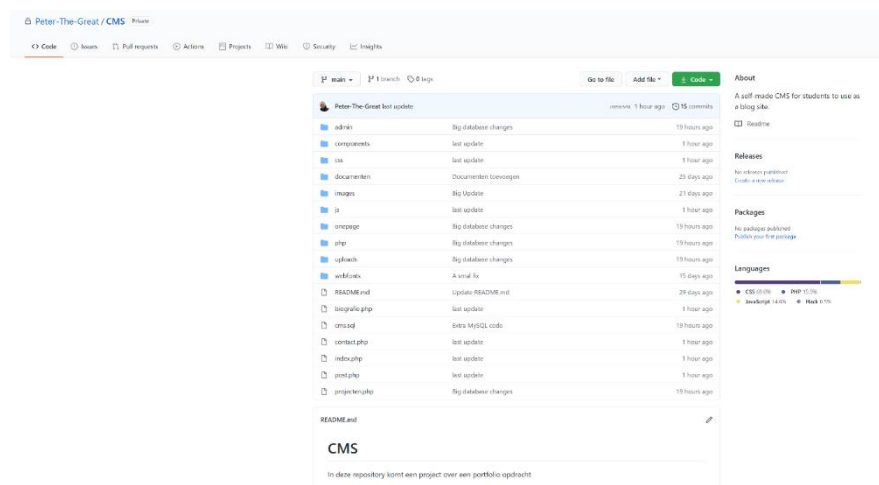 Peter-The-Great / CMS Private
Code Issues Pull requests Actions Projects Wiki Security Insights
main 1 branch 0 tags Go to file Add file Code
Peter-The-Great last update 1 hour ago 15 commits
admin Big database changes 19 hours ago
components last update 1 hour ago
css last update 1 hour ago
documenten Documenten toevoegen 25 days ago
images Big Update 21 days ago
js last update 1 hour ago
onepage Big database changes 19 hours ago
php Big database changes 19 hours ago
uploads Big database changes 19 hours ago
webfonts A smal fix 15 days ago
README.md Update README.md 29 days ago
biografie.php last update 1 hour ago
cms.sql Extra MySQL code 19 hours ago
contact.php last update 1 hour ago
index.php last update 1 hour ago
post.php last update 1 hour ago
projecten.php Big database changes 19 hours ago
README.md
CMS
In deze repository komt een project over een portfolio opdracht
About
A self-made CMS for students to use as
a blog site.
Readme
Releases
No releases published
Create a new release
Packages
No packages published
Publish your first package
Languages
CSS PHP
JavaScript 14.6% Hack 0.5%